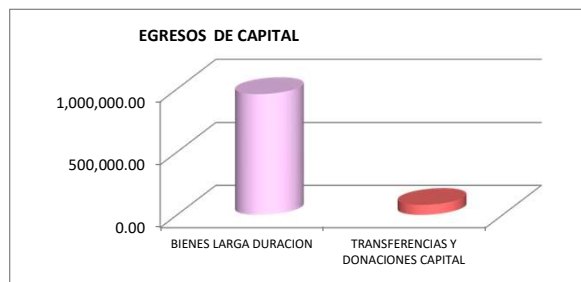 EGRESOS DE CAPITAL
1,000,000.00
500,000.00
0.00
BIENES LARGA DURACION
TRANSFERENCIAS Y
DONACIONES CAPITAL